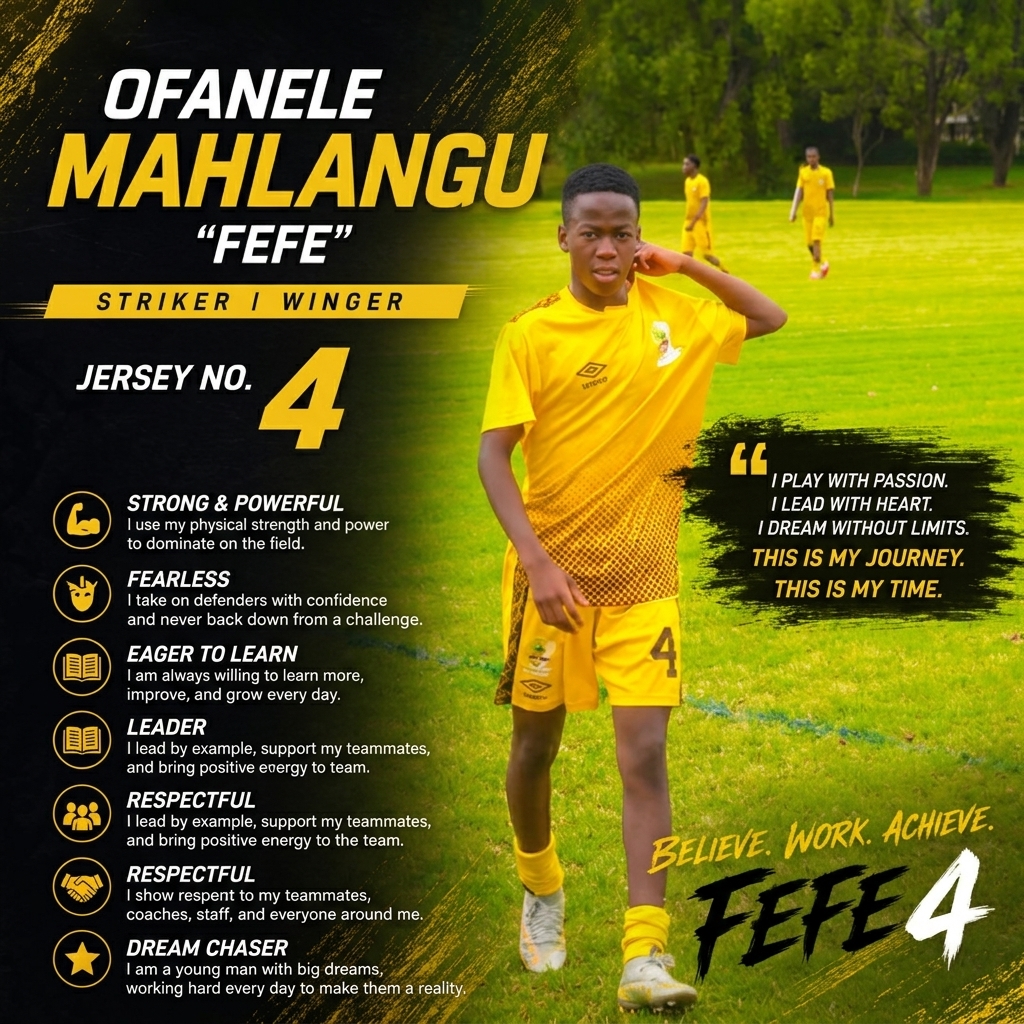 OFANELE
MAHLANGU
“FEFE”
STRIKER | WINGER
JERSEY NO. 4
STRONG & POWERFUL
I use my physical strength and power
to dominate on the field.
FEARLESS
I take on defenders with confidence
and never back down from a challenge.
EAGER TO LEARN
I am always willing to learn more,
improve, and grow every day.
LEADER
I lead by example, support my teammates,
and bring positive energy to team.
RESPECTFUL
I lead by example, support my teammates,
and bring positive energy to the team.
RESPECTFUL
I show respent to my teammates,
coaches, staff, and everyone around me.
DREAM CHASER
I am a young man with big dreams,
working hard every day to make them a reality.
4
“
I PLAY WITH PASSION.
I LEAD WITH HEART.
I DREAM WITHOUT LIMITS.
THIS IS MY JOURNEY.
THIS IS MY TIME.
BELIEVE. WORK. ACHIEVE.
FEFE 4